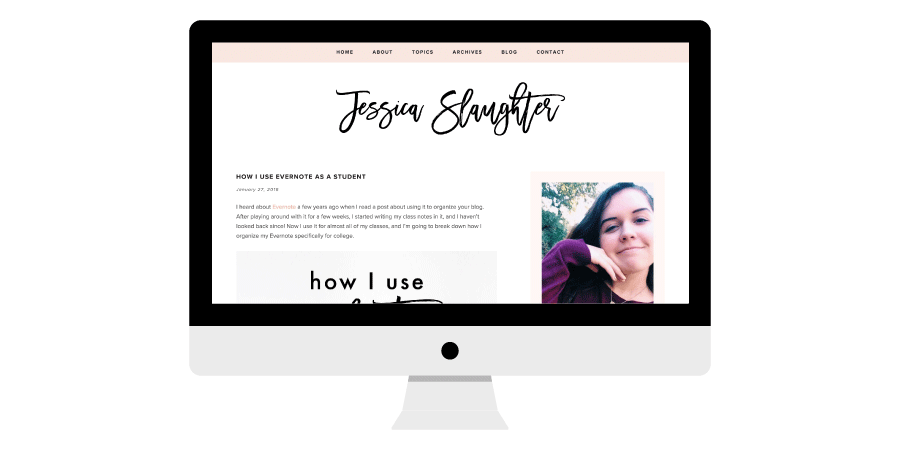 HOME ABOUT TOPICS ARCHIVES BLOG CONTACT
Jessica Slaughter
HOW I USE EVERNOTE AS A STUDENT
January 27, 2015
I heard about Evernote a few years ago when I read a post about using it to organize your blog.
After playing around with it for a few weeks, I started writing my class notes in it, and I haven't
looked back since! Now I use it for almost all of my classes, and I'm going to break down how I
organize my Evernote specifically for college.
how I use